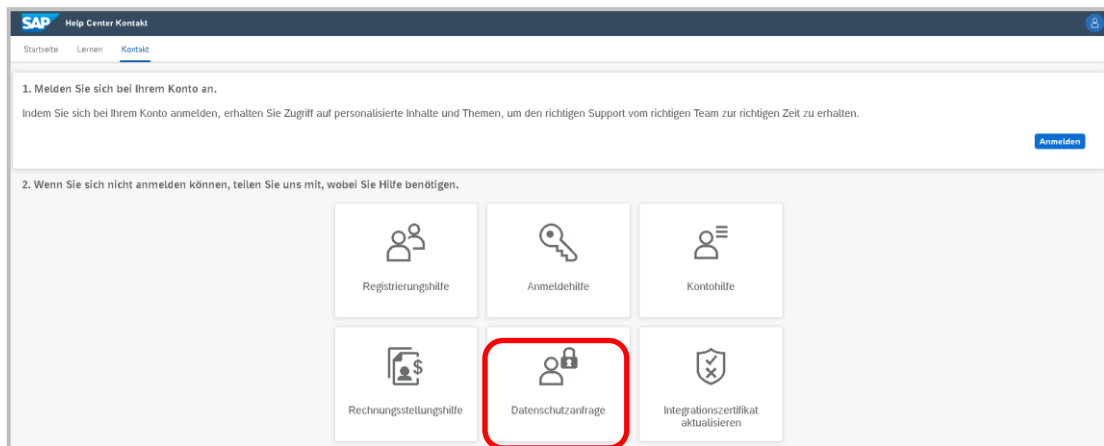 SAP Help Center Kontakt
Startseite Lernen Kontakt
1. Melden Sie sich bei Ihrem Konto an.
Indem Sie sich bei Ihrem Konto anmelden, erhalten Sie Zugriff auf personalisierte Inhalte und Themen, um den richtigen Support vom richtigen Team zur richtigen Zeit zu erhalten.
Anmelden
2. Wenn Sie sich nicht anmelden können, teilen Sie uns mit, wobei Sie Hilfe benötigen.
Registrierungshilfe
Anmeldehilfe
Kontohilfe
$
Rechnungsstellungshilfe
Datenschutzanfrage
Integrationszertifikat
aktualisieren